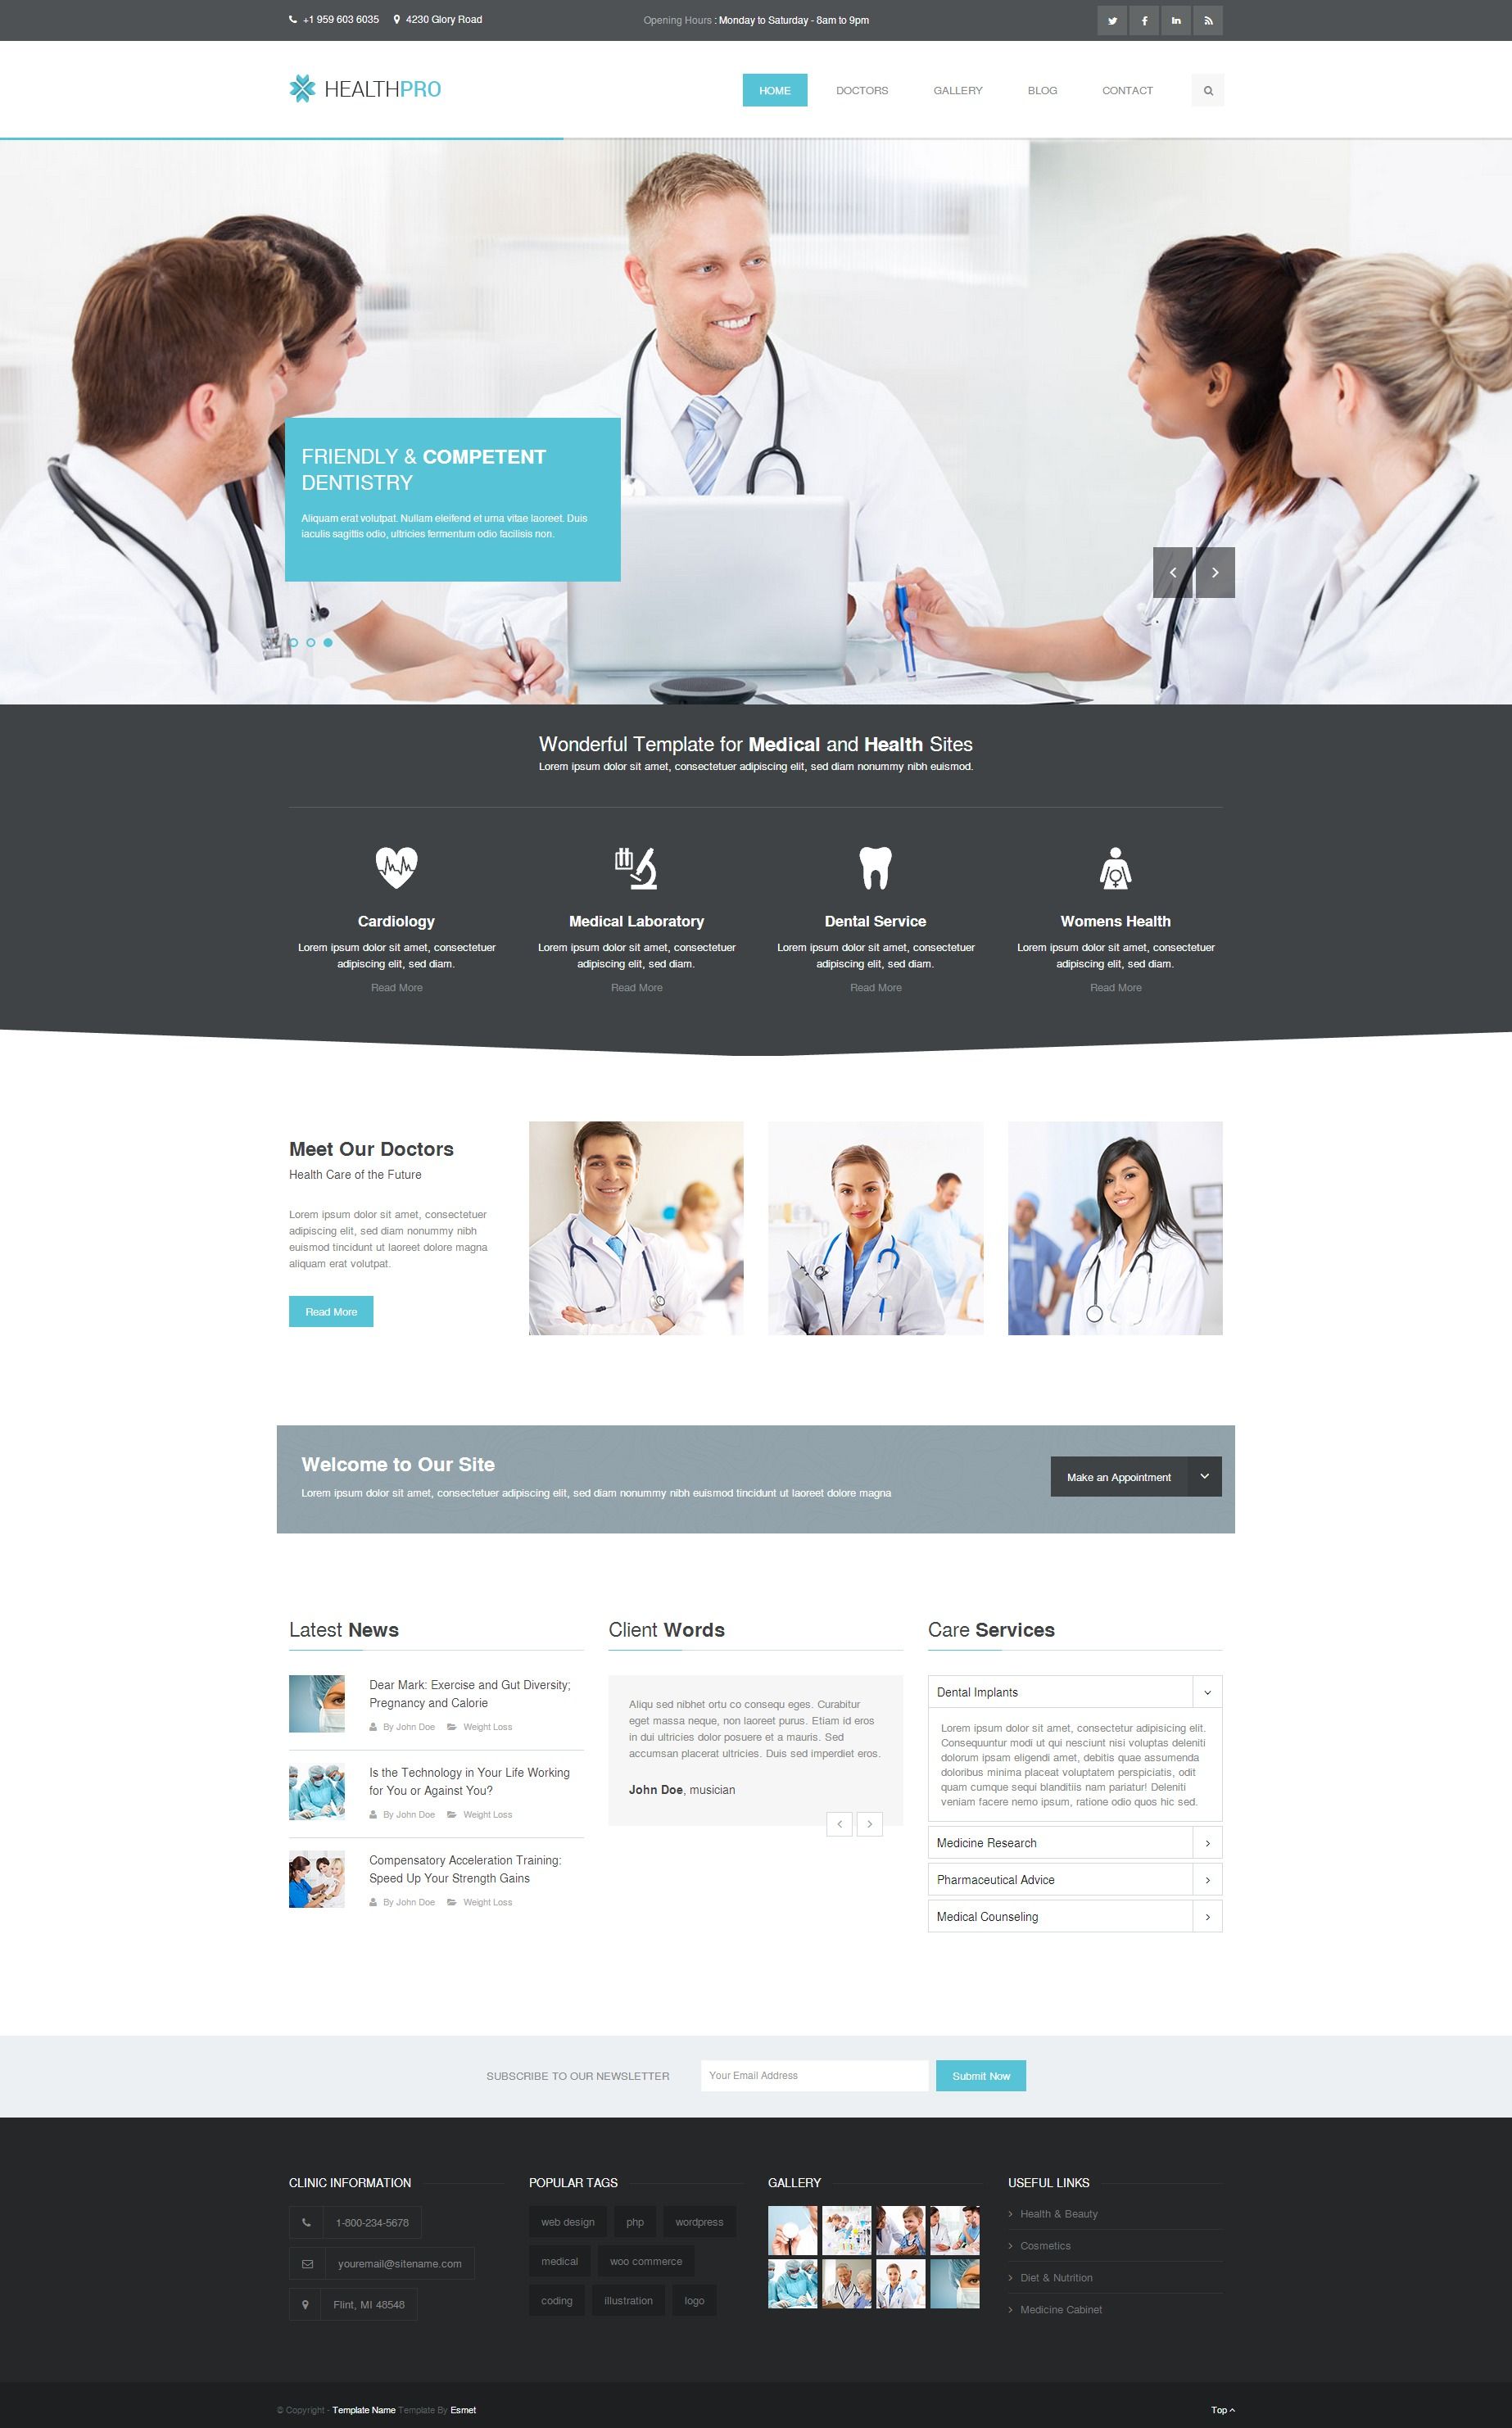 +1 959 603 6035
4230 Glory Road
Opening Hours : Monday to Saturday - 8am to 9pm
HEALTHPRO
HOME
DOCTORS
GALLERY
BLOG
CONTACT
FRIENDLY & COMPETENT
DENTISTRY
Aliquam erat volutpat. Nullam eleifend et urna vitae laoreet. Duis
iaculis sagittis odio, ultricies fermentum odio facilisis non.
Wonderful Template for Medical and Health Sites
Lorem ipsum dolor sit amet, consectetuer adipiscing elit, sed diam nonummy nibh euismod.
Cardiology
Lorem ipsum dolor sit amet, consectetuer
adipiscing elit, sed diam.
Read More
Medical Laboratory
Lorem ipsum dolor sit amet, consectetuer
adipiscing elit, sed diam.
Read More
Dental Service
Lorem ipsum dolor sit amet, consectetuer
adipiscing elit, sed diam.
Read More
Womens Health
Lorem ipsum dolor sit amet, consectetuer
adipiscing elit, sed diam.
Read More
Meet Our Doctors
Health Care of the Future
Lorem ipsum dolor sit amet, consectetuer
adipiscing elit, sed diam nonummy nibh
euismod tincidunt ut laoreet dolore magna
aliquam erat volutpat.
Read More
Welcome to Our Site
Lorem ipsum dolor sit amet, consectetuer adipiscing elit, sed diam nonummy nibh euismod tincidunt ut laoreet dolore magna
Make an Appointment
Latest News
Dear Mark: Exercise and Gut Diversity;
Pregnancy and Calorie
By John Doe
Weight Loss
Is the Technology in Your Life Working
for You or Against You?
By John Doe
Weight Loss
Compensatory Acceleration Training:
Speed Up Your Strength Gains
By John Doe
Weight Loss
Client Words
Aliqu sed nibhet ortu co consequ eges. Curabitur
eget massa neque, non laoreet purus. Etiam id eros
in dui ultricies dolor posuere et a mauris. Sed
accumsan placerat ultricies. Duis sed imperdiet eros.
John Doe, musician
Care Services
Dental Implants
Lorem ipsum dolor sit amet, consectetur adipisicing elit.
Consequuntur modi ut qui nesciunt nisi voluptas deleniti
dolorum ipsam eligendi amet, debitis quae assumenda
doloribus minima placeat voluptatem perspiciatis, odit
quam cumque sequi blanditiis nam pariatur! Deleniti
veniam facere nemo ipsum, ratione odio quos hic sed.
Medicine Research
Pharmaceutical Advice
Medical Counseling
SUBSCRIBE TO OUR NEWSLETTER
Your Email Address
Submit Now
CLINIC INFORMATION
1-800-234-5678
youremail@sitename.com
Flint, MI 48548
POPULAR TAGS
web design
php
wordpress
medical
woo commerce
coding
illustration
logo
GALLERY
USEFUL LINKS
Health & Beauty
Cosmetics
Diet & Nutrition
Medicine Cabinet
© Copyright - Template Name Template By Esmet
Top